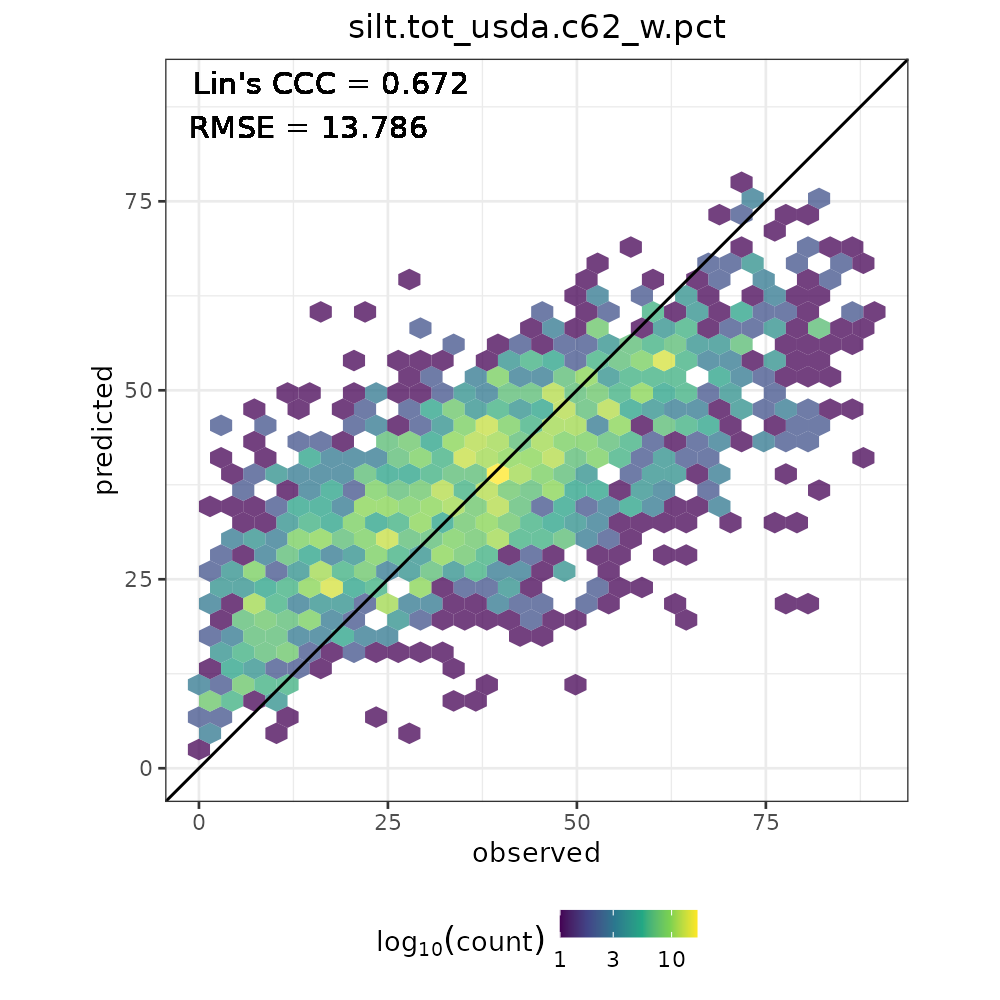 silt.tot_usda.c62_w.pct
Lin's CCC = 0.672
RMSE = 13.786
75
50
25
0
predicted
0 25 50 75
observed
log10(count)
1 3 10